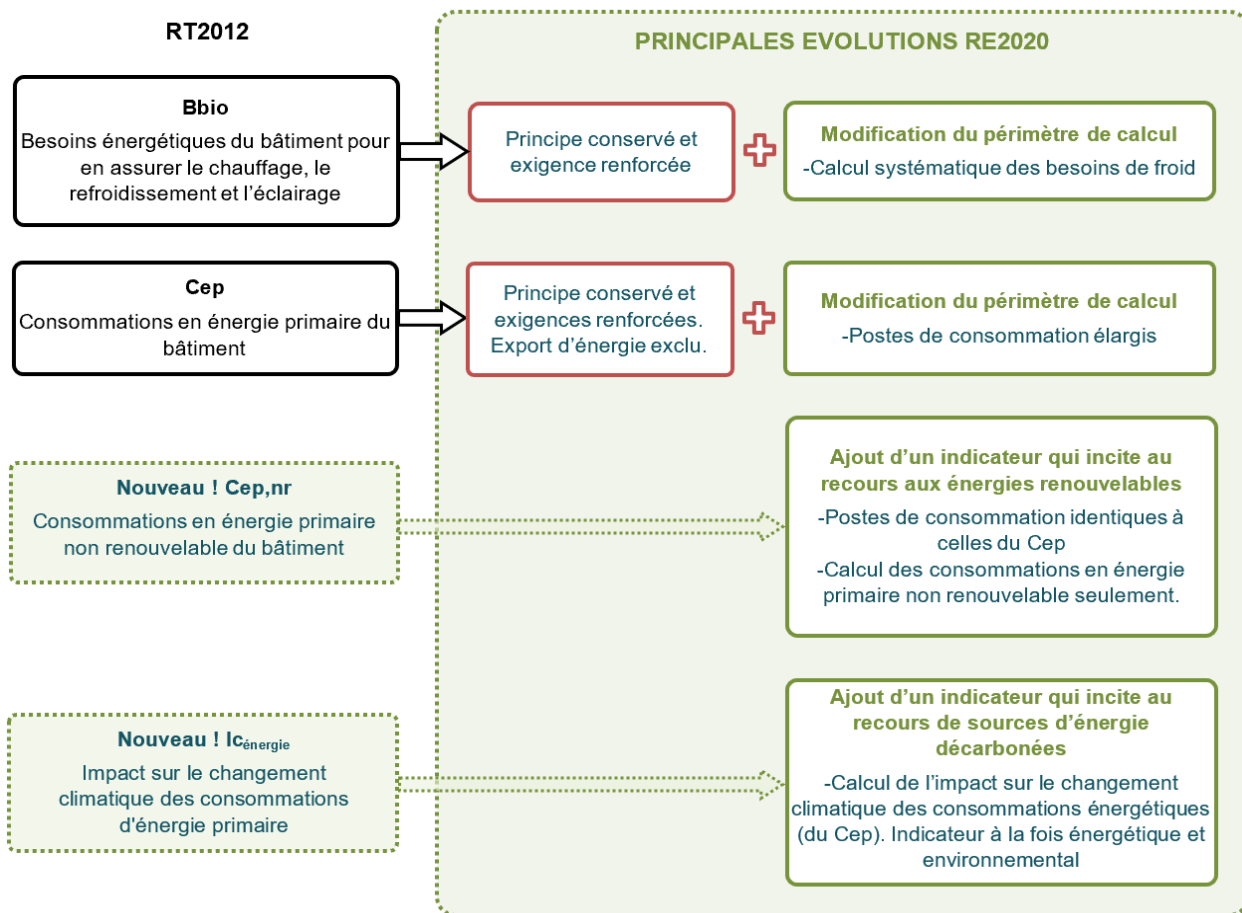 RT2012
PRINCIPALES EVOLUTIONS RE2020
Bbio
Besoins énergétiques du bâtiment pour
en assurer le chauffage, le
refroidissement et l'éclairage
Principe conservé et
exigence renforcée
Modification du périmètre de calcul
-Calcul systématique des besoins de froid
Cep
Consommations en énergie primaire du
bâtiment
Principe conservé et
exigences renforcées.
Export d'énergie exclu.
Modification du périmètre de calcul
-Postes de consommation élargis
Nouveau ! Cep,nr
Consommations en énergie primaire
non renouvelable du bâtiment
Ajout d'un indicateur qui incite au
recours aux énergies renouvelables
-Postes de consommation identiques à
celles du Cep
-Calcul des consommations en énergie
primaire non renouvelable seulement.
Nouveau ! Ic énergie
Impact sur le changement
climatique des consommations
d'énergie primaire
Ajout d'un indicateur qui incite au
recours de sources d'énergie
décarbonées
-Calcul de l'impact sur le changement
climatique des consommations énergétiques
(du Cep). Indicateur à la fois énergétique et
environnemental